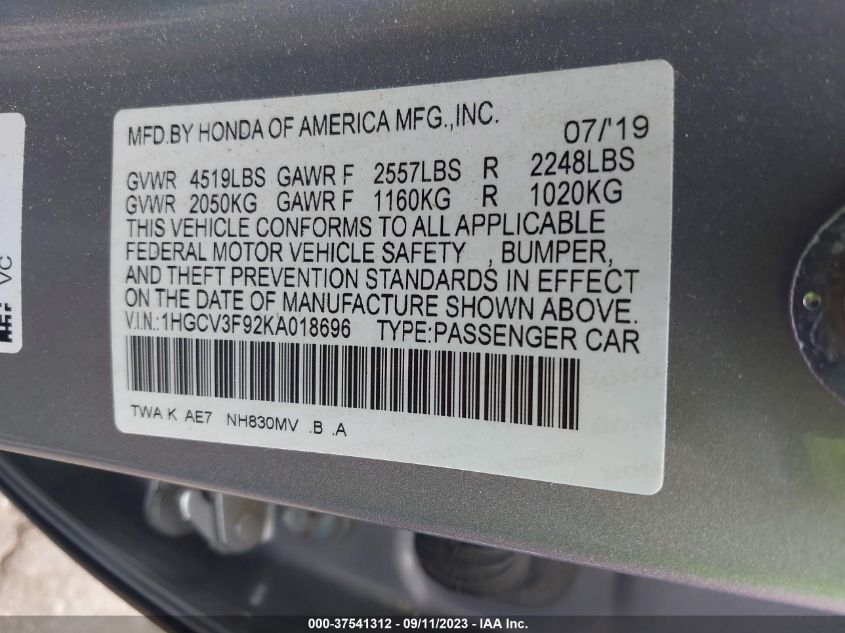 MFD.BY HONDA OF AMERICA MFG.,INC. 07/'19
GVWR 4519LBS GAWR F 2557LBS R 2248LBS
GVWR 2050KG GAWR F 1160KG R 1020KG
THIS VEHICLE CONFORMS TO ALL APPLICABLE
FEDERAL MOTOR VEHICLE SAFETY , BUMPER,
AND THEFT PREVENTION STANDARDS IN EFFECT
ON THE DATE OF MANUFACTURE SHOWN ABOVE.
V.I.N.:1HGCV3F92KA018696 TYPE:PASSENGER CAR
TWA K AE7 NH830MV .B .A
VC
000-37541312 - 09/11/2023 - IAA Inc.